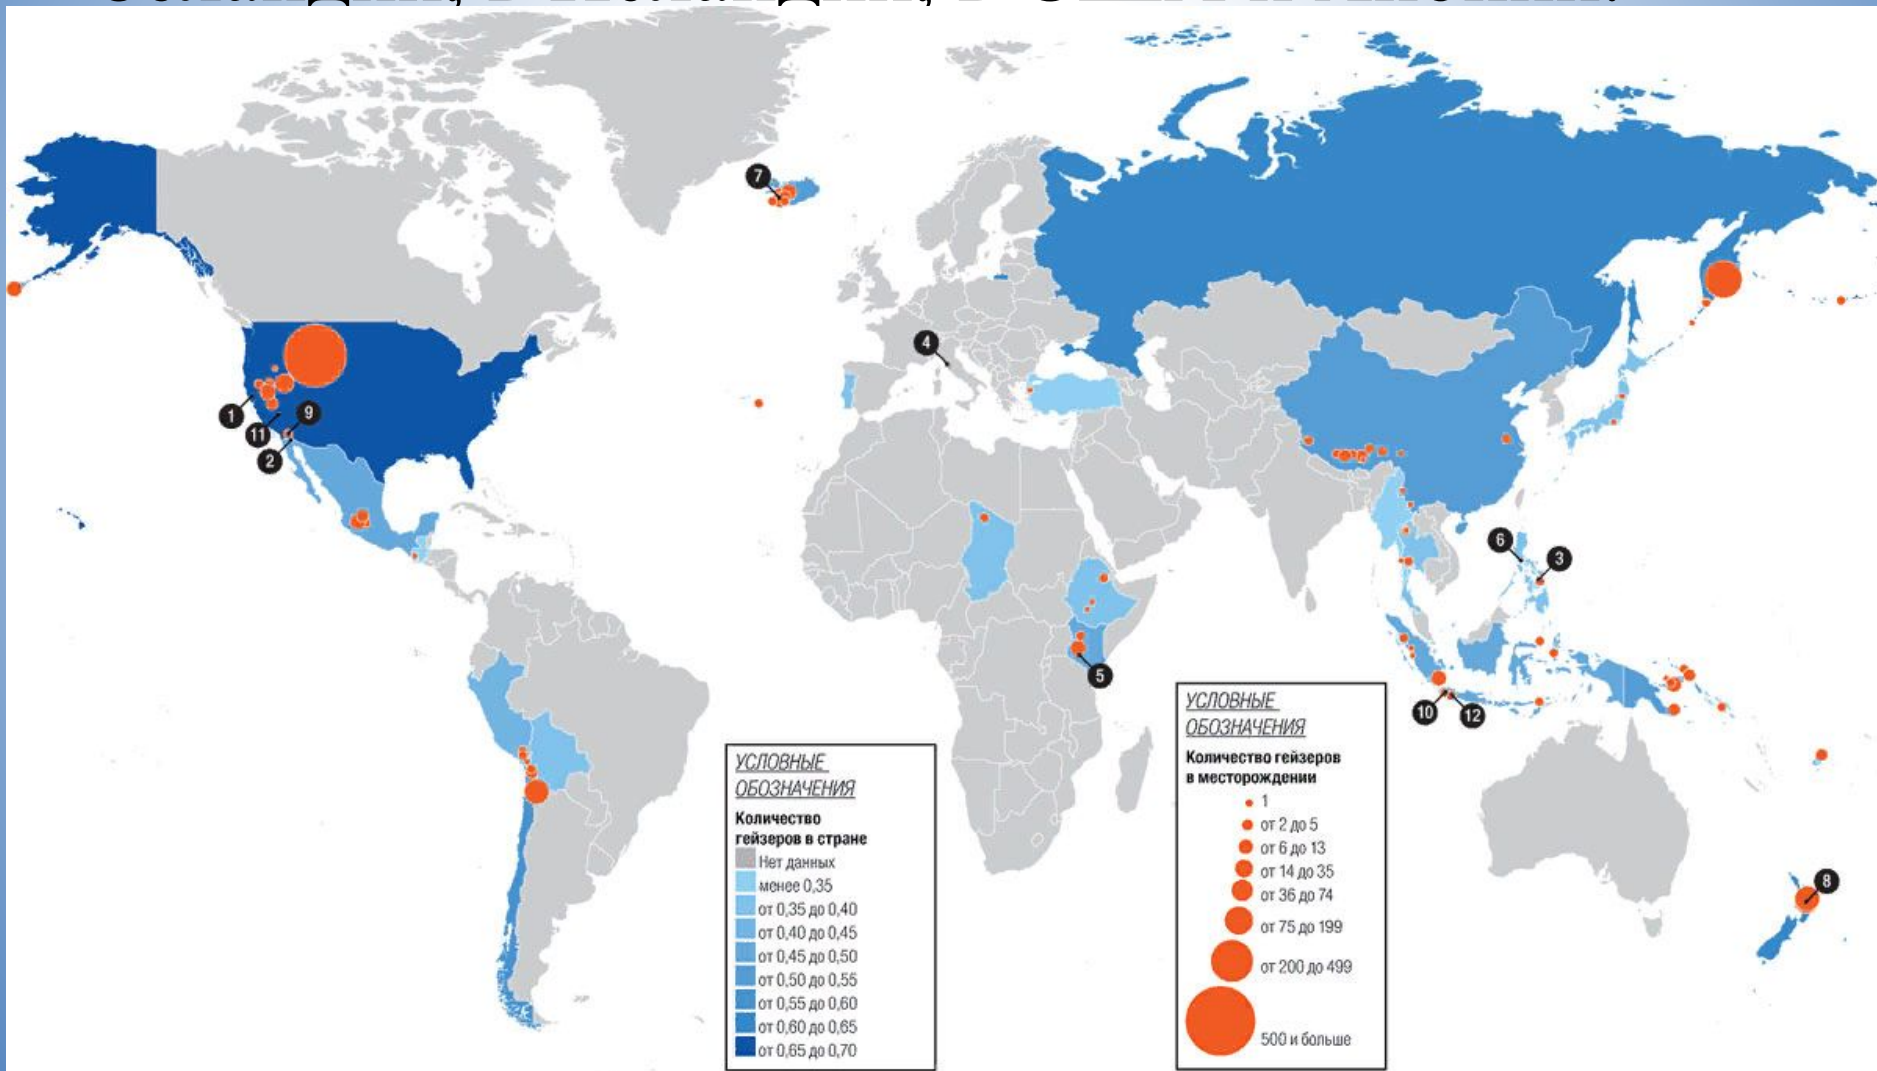 7
4
1
11
9
2
6
3
5
10
12
8
УСЛОВНЫЕ
ОБОЗНАЧЕНИЯ
Количество
гейзеров в стране
Нет данных
менее 0,35
от 0,35 до 0,40
от 0,40 до 0,45
от 0,45 до 0,50
от 0,50 до 0,55
от 0,55 до 0,60
от 0,60 до 0,65
от 0,65 до 0,70
УСЛОВНЫЕ
ОБОЗНАЧЕНИЯ
Количество гейзеров
в месторождении
1
от 2 до 5
от 6 до 13
от 14 до 35
от 36 до 74
от 75 до 199
от 200 до 499
500 и больше